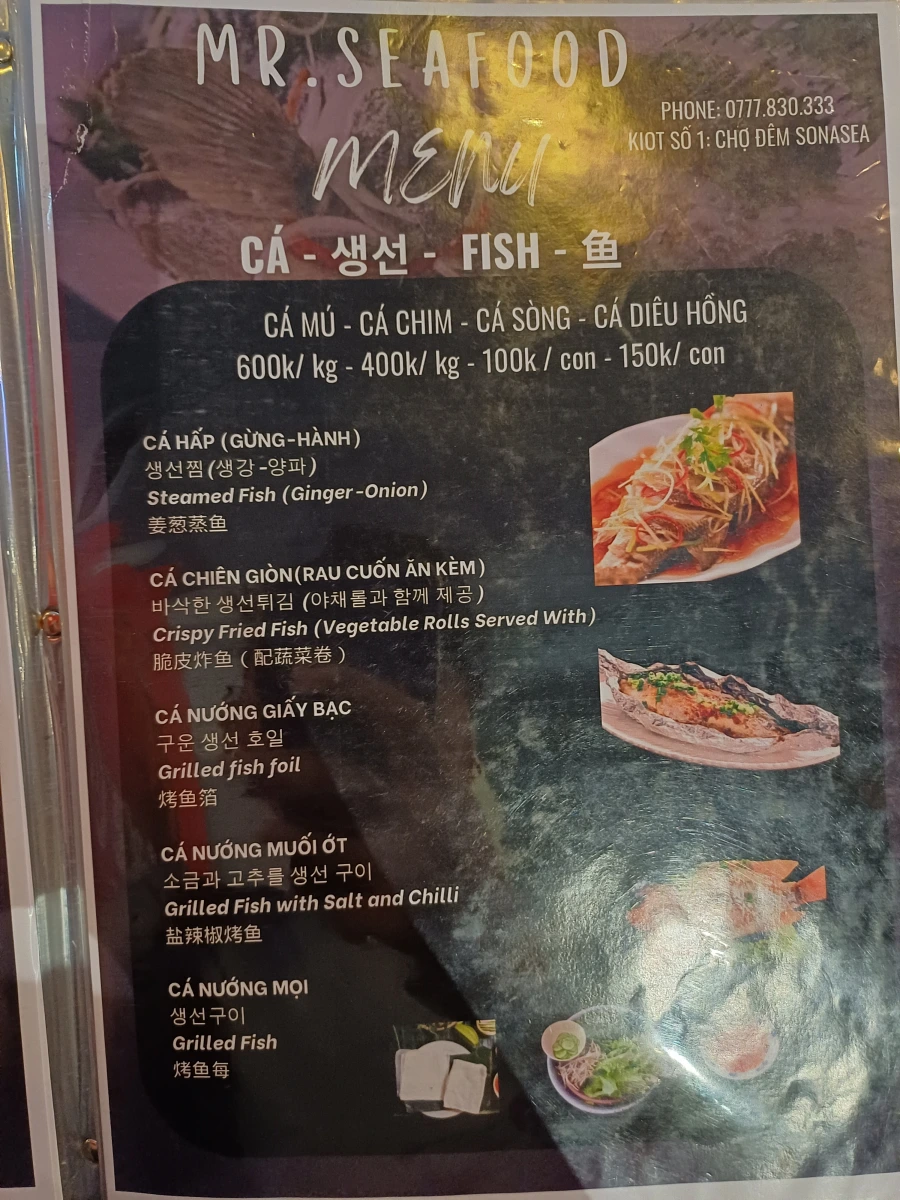 MR.SEAFOOD
PHONE: 0777.830.333
KIOT SỐ 1: CHỢ ĐÊM SONASEA
MENU
CÁ - 생선 - FISH - 鱼
CÁ MÚ - CÁ CHIM - CÁ SÒNG - CÁ DIÊU HỒNG
600k/ kg - 400k/ kg - 100k / con - 150k/ con
CÁ HẤP (GỪNG-HÀNH)
생선찜(생강-양파)
Steamed Fish (Ginger-Onion)
姜葱蒸鱼
CÁ CHIÊN GIÒN(RAU CUỐN ĂN KÈM)
바삭한 생선튀김 (야채롤과 함께 제공)
Crispy Fried Fish (Vegetable Rolls Served With)
脆皮炸鱼（配蔬菜卷）
CÁ NƯỚNG GIẤY BẠC
구운 생선 호일
Grilled fish foil
烤鱼箔
CÁ NƯỚNG MUỐI ỚT
소금과 고추를 생선 구이
Grilled Fish with Salt and Chilli
盐辣椒烤鱼
CÁ NƯỚNG MỌI
생선구이
Grilled Fish
烤鱼每